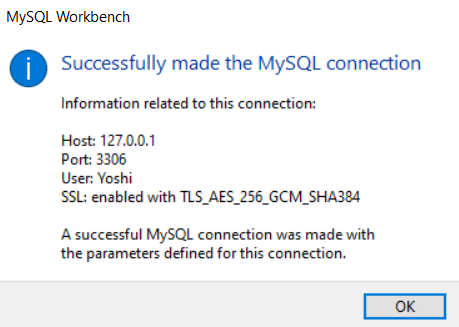 MySQL Workbench
Successfully made the MySQL connection
Information related to this connection:
Host: 127.0.0.1
Port: 3306
User: Yoshi
SSL: enabled with TLS_AES_256_GCM_SHA384
A successful MySQL connection was made with
the parameters defined for this connection.
OK